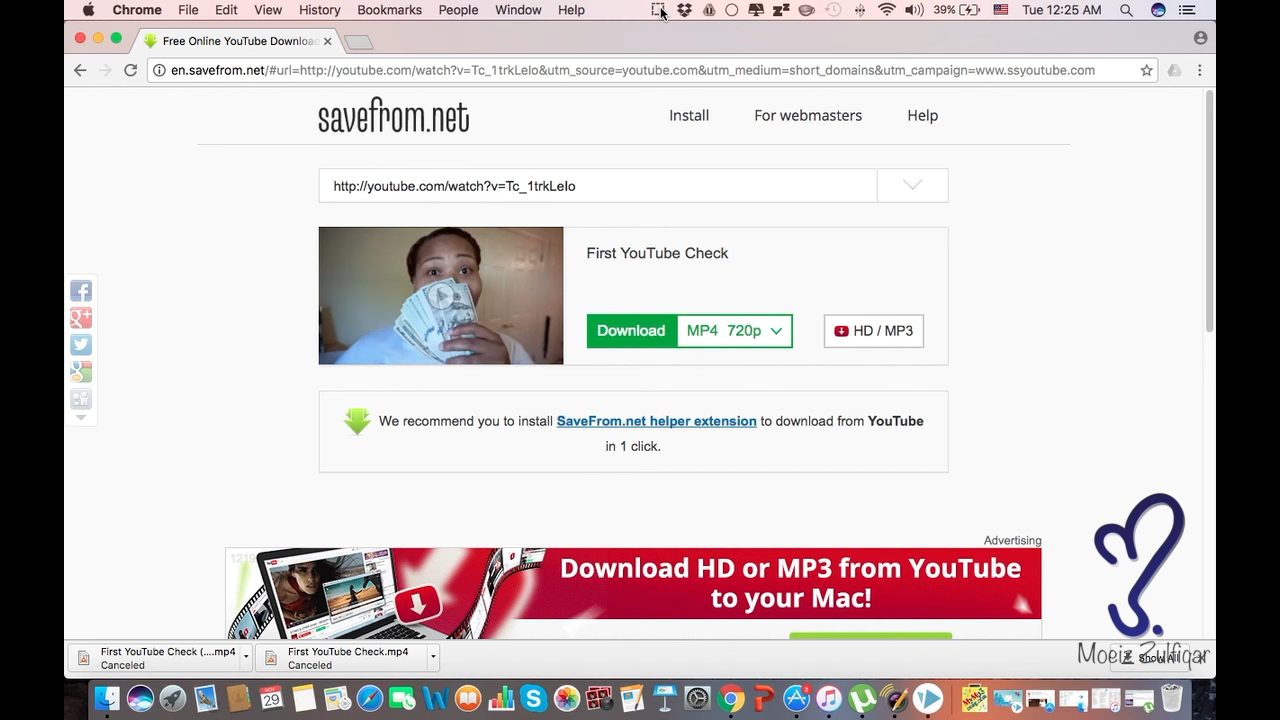 Chrome File Edit View History Bookmarks People Window Help 39% Tue 12:25 AM
Free Online YouTube Downloa
en.savefrom.net/#url=http://youtube.com/watch?v=Tc_1trkLeIo&utm_source=youtube.com&utm_medium=short_domains&utm_campaign=www.ssyoutube.com
savefrom.net Install For webmasters Help
http://youtube.com/watch?v=Tc_1trkLeIo
First YouTube Check
Download MP4 720p HD / MP3
We recommend you to install SaveFrom.net helper extension to download from YouTube
in 1 click.
Advertising
Download HD or MP3 from YouTube
to your Mac!
First YouTube Check (....mp4
Canceled
First YouTube Check.mp4
Canceled
Show All
Moeiz Zulfiqar
NOV
29